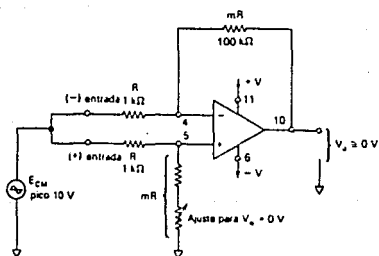 mR
100 kΩ
(−) entrada
R
1 kΩ
4
+ V
11
10
5
(+) entrada
R
1 kΩ
6
− V
V₀ ≅ 0 V
E_CM
pico 10 V
mR
Ajuste para V₀ = 0 V